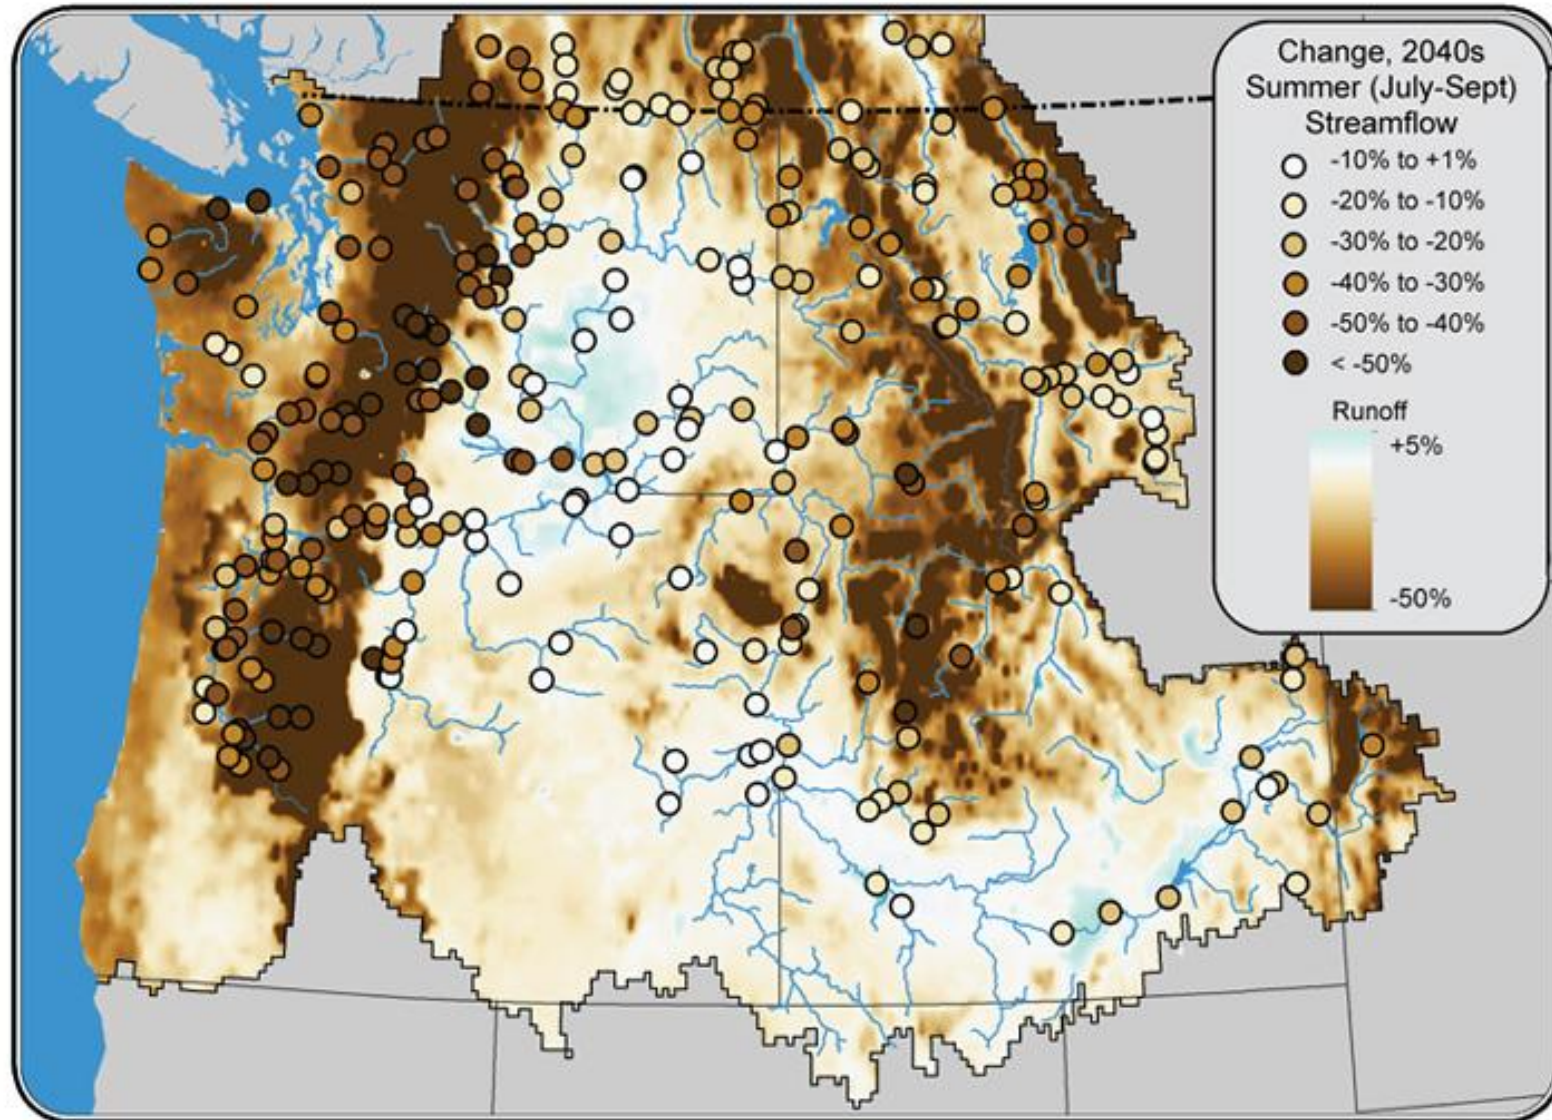 Change, 2040s
Summer (July-Sept)
Streamflow
-10% to +1%
-20% to -10%
-30% to -20%
-40% to -30%
-50% to -40%
< -50%
Runoff
+5%
-50%